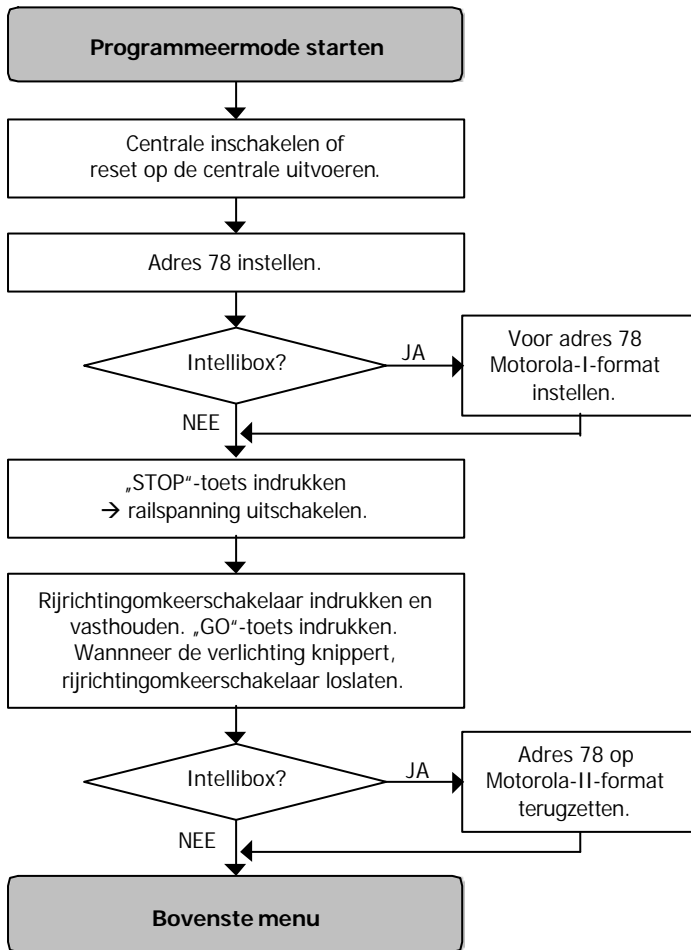 Programmeermode starten
Centrale inschakelen of
reset op de centrale uitvoeren.
Adres 78 instellen.
Intellibox?
JA
Voor adres 78
Motorola-I-format
instellen.
NEE
„STOP“-toets indrukken
→ railspanning uitschakelen.
Rijrichtingomkeerschakelaar indrukken en
vasthouden. „GO“-toets indrukken.
Wannneer de verlichting knippert,
rijrichtingomkeerschakelaar loslaten.
Intellibox?
JA
Adres 78 op
Motorola-II-format
terugzetten.
NEE
Bovenste menu